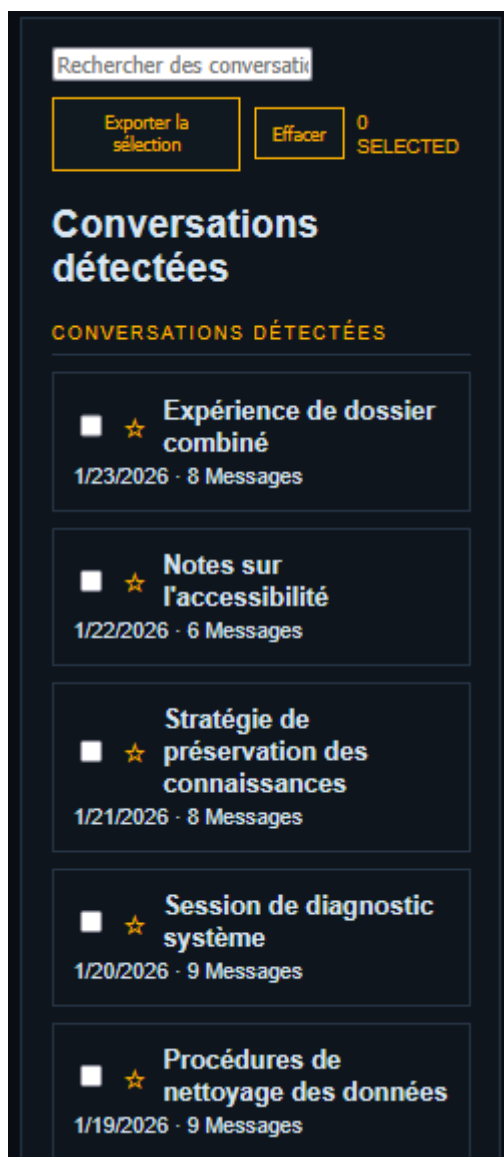 Rechercher des conversatio
Exporter la
sélection
Effacer
0
SELECTED
Conversations
détectées
CONVERSATIONS DÉTECTÉES
☆ Expérience de dossier
combiné
1/23/2026 · 8 Messages
☆ Notes sur
l'accessibilité
1/22/2026 · 6 Messages
☆ Stratégie de
préservation des
connaissances
1/21/2026 · 8 Messages
☆ Session de diagnostic
système
1/20/2026 · 9 Messages
☆ Procédures de
nettoyage des données
1/19/2026 · 9 Messages